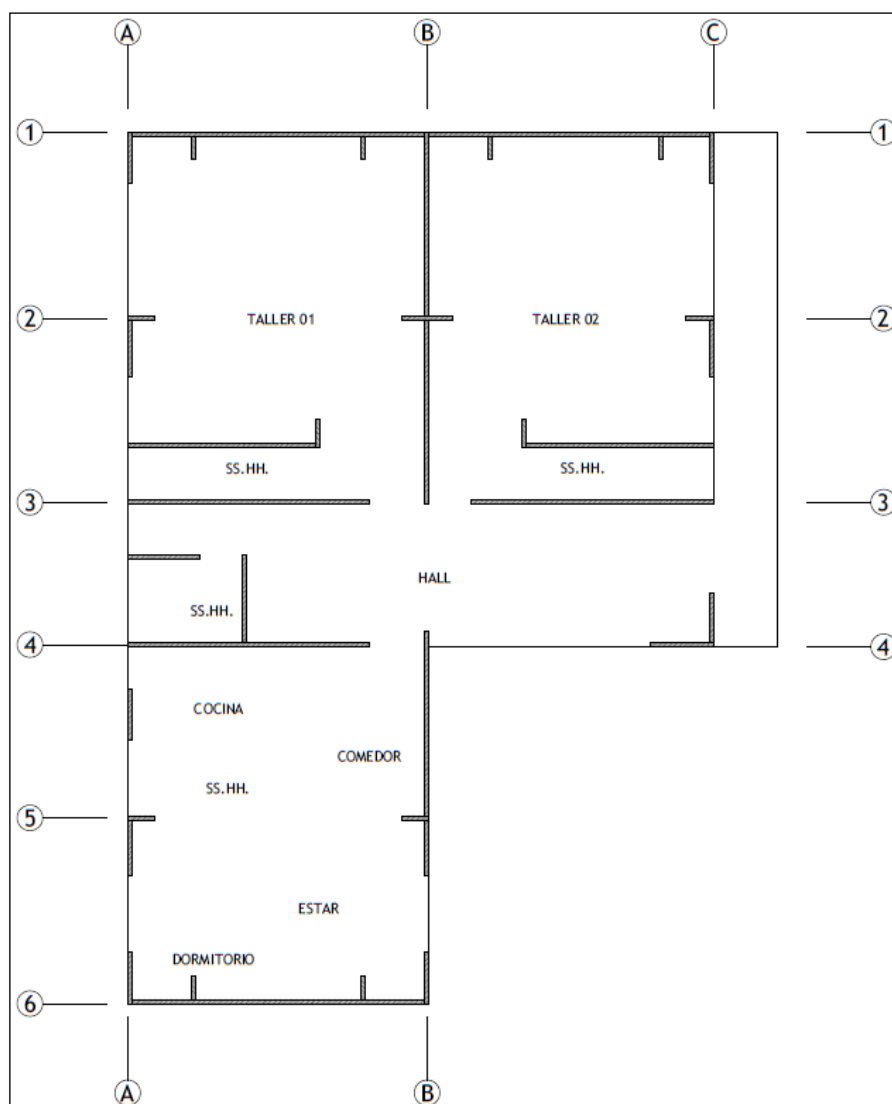 A B C
1 1
2 TALLER 01 TALLER 02 2
SS.HH. SS.HH.
3 3
HALL
SS.HH.
4 4
COCINA
COMEDOR
SS.HH.
5
ESTAR
DORMITORIO
6
A B